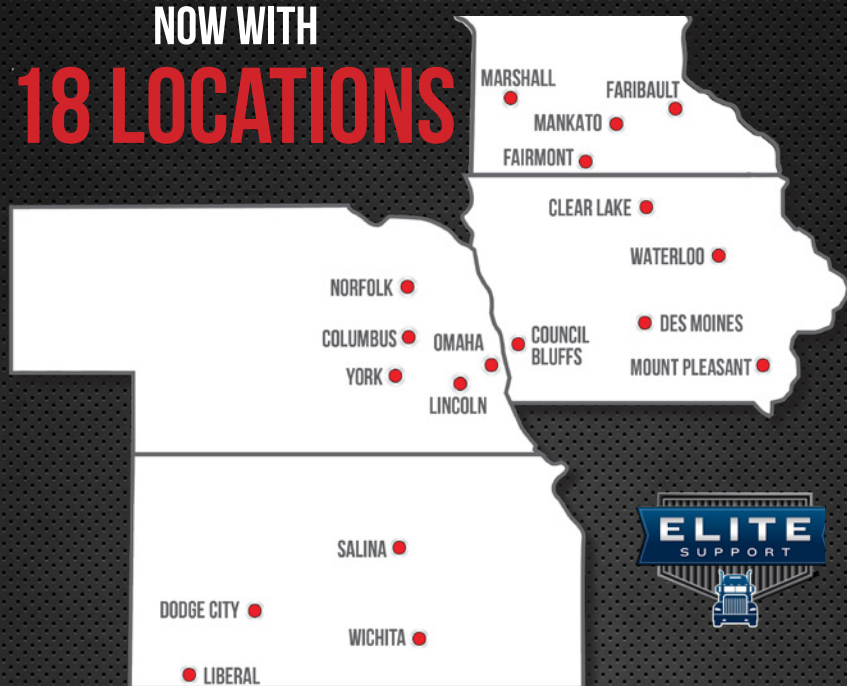 NOW WITH
18 LOCATIONS
MARSHALL
FARIBAULT
MANKATO
FAIRMONT
CLEAR LAKE
WATERLOO
NORFOLK
COLUMBUS
OMAHA
COUNCIL
BLUFFS
DES MOINES
YORK
MOUNT PLEASANT
LINCOLN
ELITE
SUPPORT
SALINA
DODGE CITY
WICHITA
LIBERAL